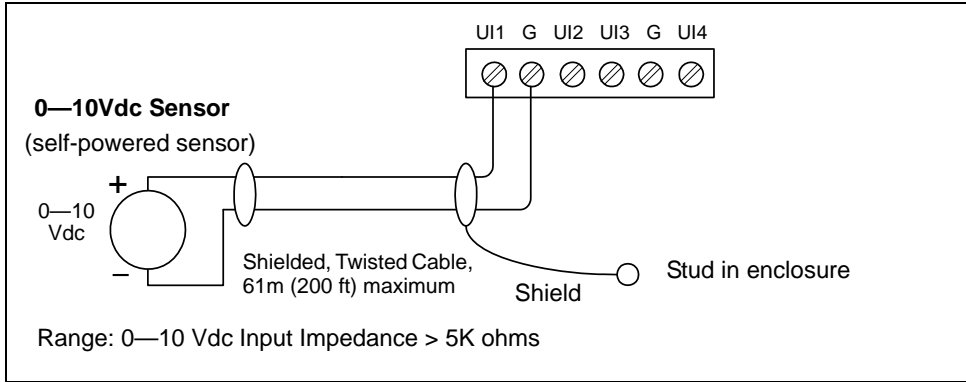 UI1 G UI2 UI3 G UI4
0—10Vdc Sensor
(self-powered sensor)
+
0—10
Vdc
–
Shielded, Twisted Cable,
61m (200 ft) maximum
Shield
Stud in enclosure
Range: 0—10 Vdc Input Impedance > 5K ohms